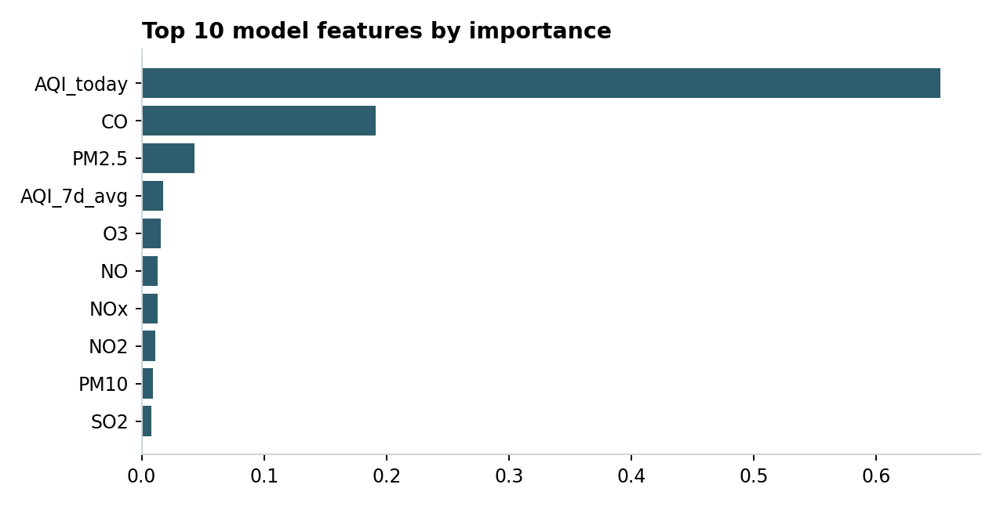 Top 10 model features by importance
AQI_today
CO
PM2.5
AQI_7d_avg
O3
NO
NOx
NO2
PM10
SO2
0.0 0.1 0.2 0.3 0.4 0.5 0.6